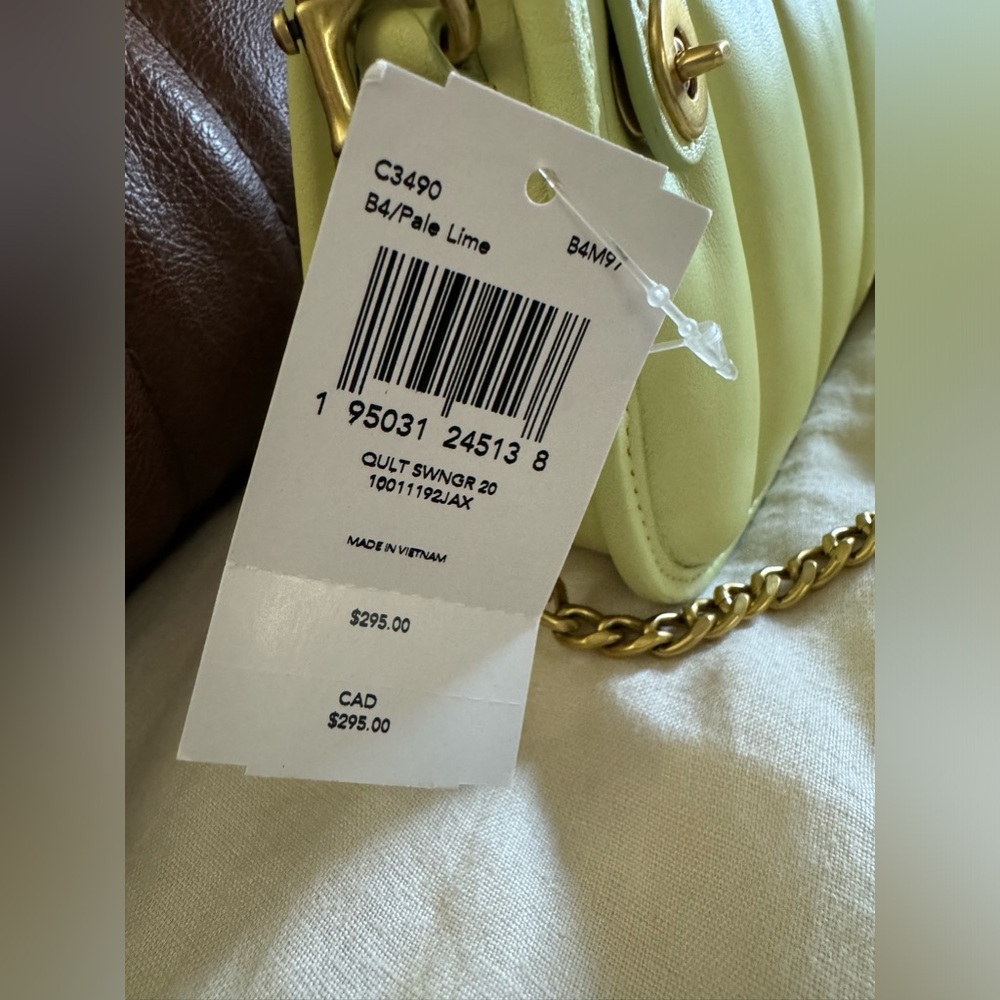 C3490
B4/Pale Lime
B4M97
1 95031 24513 8
QULT SWNGR 20
10011192JAX
MADE IN VIETNAM
$295.00
CAD
$295.00